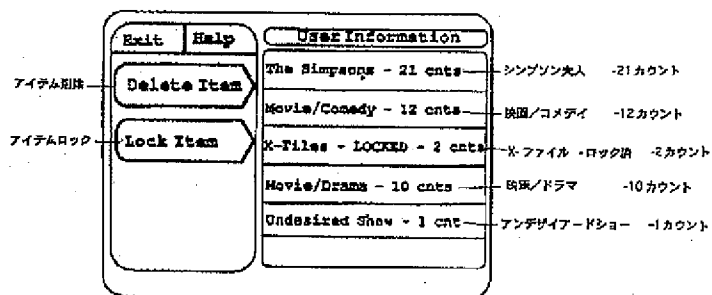 Exit Help User Information
The Simpsons - 21 cnts シンプソン夫人 -21カウント
アイテム削除 Delete Item
Movie/Comedy - 12 cnts 映画/コメデイ -12カウント
アイテムロック Lock Item
X-Files - LOCKED - 2 cnts X-ファイル -ロック済 -2カウント
Movie/Drama - 10 cnts 映画/ドラマ -10カウント
Undesired Show - 1 cnt アンデザイアードショー -1カウント